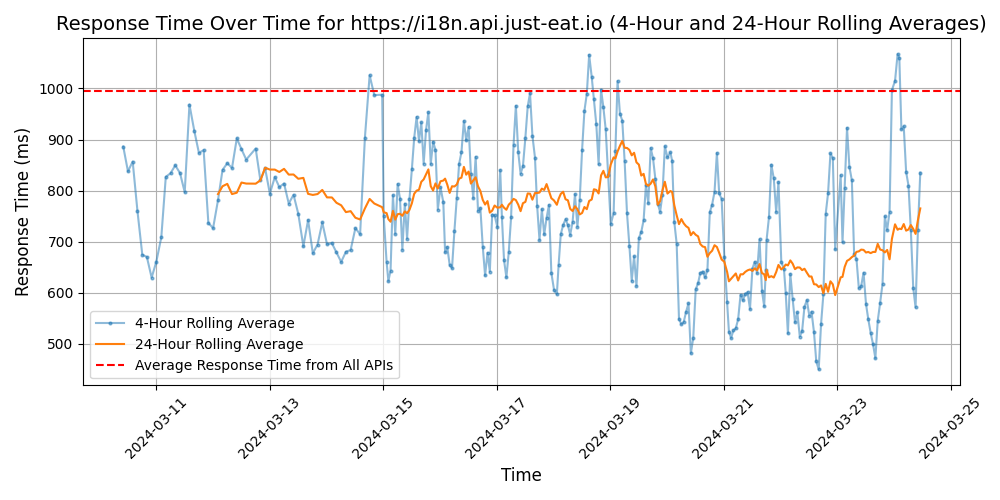 Response Time Over Time for https://i18n.api.just-eat.io (4-Hour and 24-Hour Rolling Averages)
Response Time (ms)
1000
900
800
700
600
500
4-Hour Rolling Average
24-Hour Rolling Average
Average Response Time from All APIs
2024-03-11
2024-03-13
2024-03-15
2024-03-17
2024-03-19
2024-03-21
2024-03-23
2024-03-25
Time